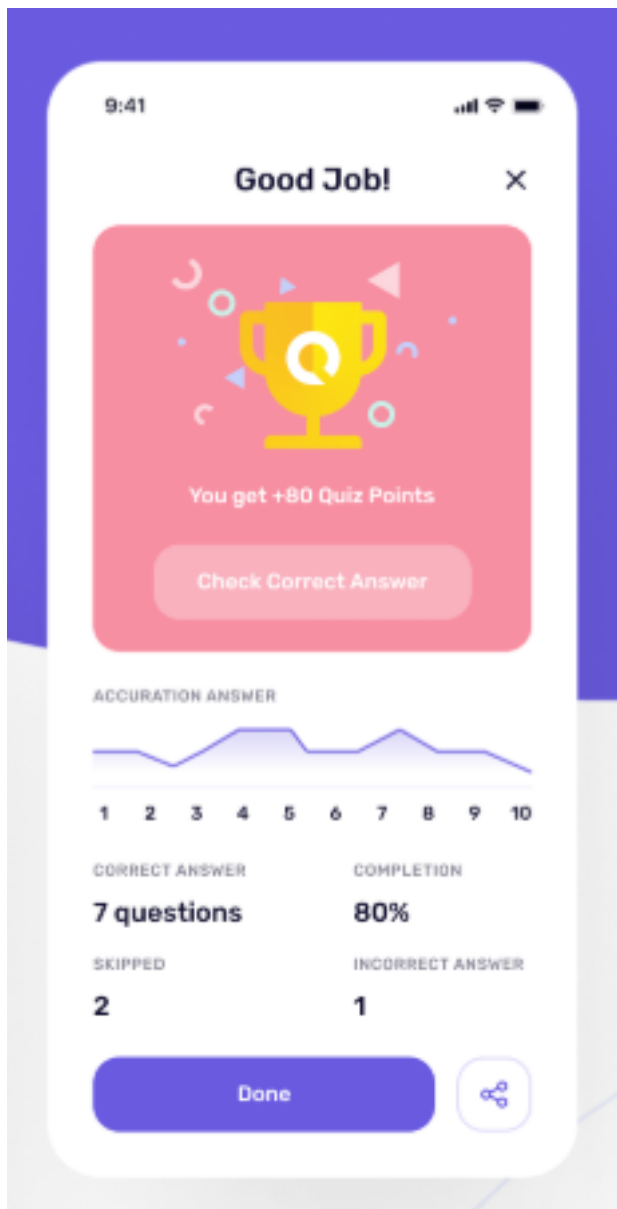 9:41
Good Job!
You get +80 Quiz Points
Check Correct Answer
ACCURATION ANSWER
1 2 3 4 5 6 7 8 9 10
CORRECT ANSWER COMPLETION
7 questions 80%
SKIPPED INCORRECT ANSWER
2 1
Done